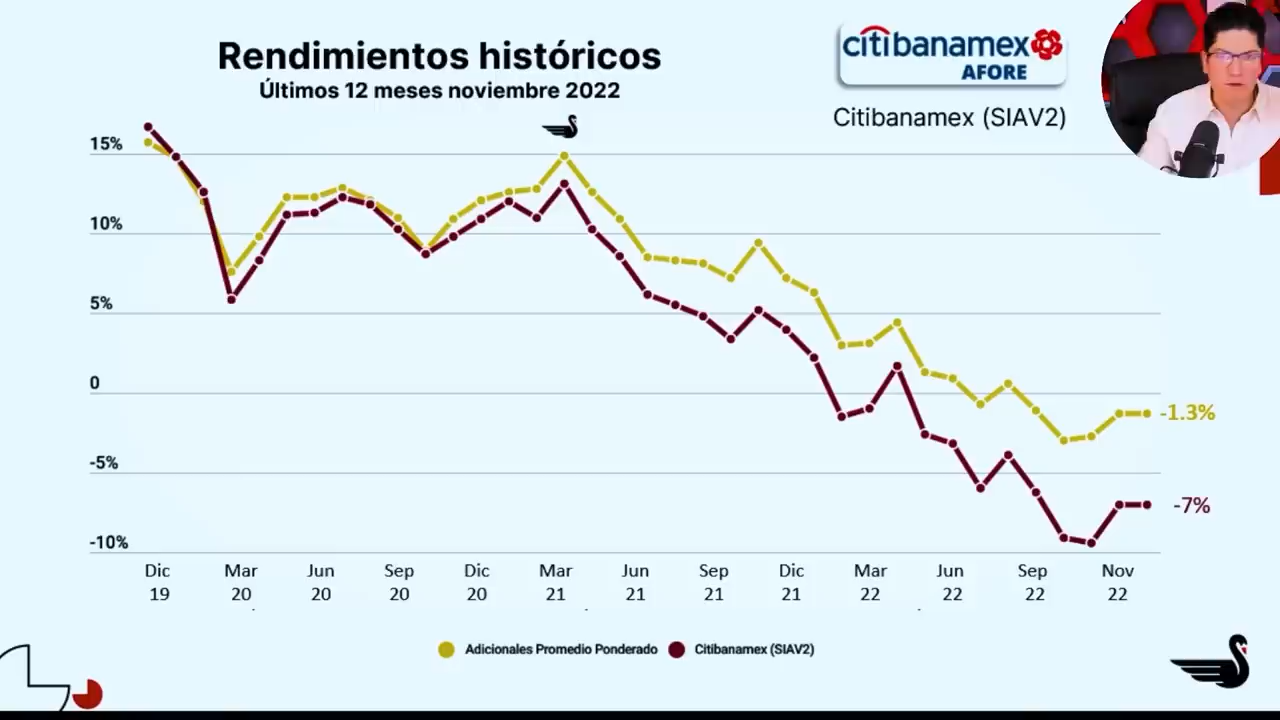 Rendimientos históricos
Últimos 12 meses noviembre 2022
citibanamex
AFORE
Citibanamex (SIAV2)
15%
10%
5%
0
-5%
-10%
-1.3%
-7%
Dic Mar Jun Sep Dic Mar Jun Sep Dic Mar Jun Sep Nov
19 20 20 20 20 21 21 21 21 22 22 22 22
Adicionales Promedio Ponderado Citibanamex (SIAV2)